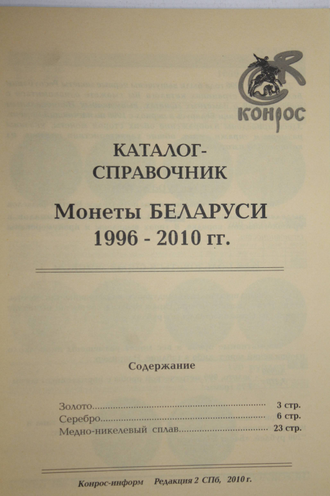 КОНРОС
КАТАЛОГ-
СПРАВОЧНИК
Монеты БЕЛАРУСИ
1996 - 2010 гг.
Содержание
Золото 3 стр.
Серебро 6 стр.
Медно-никелевый сплав 23 стр.
Конрос-информ Редакция 2 СПб, 2010 г.